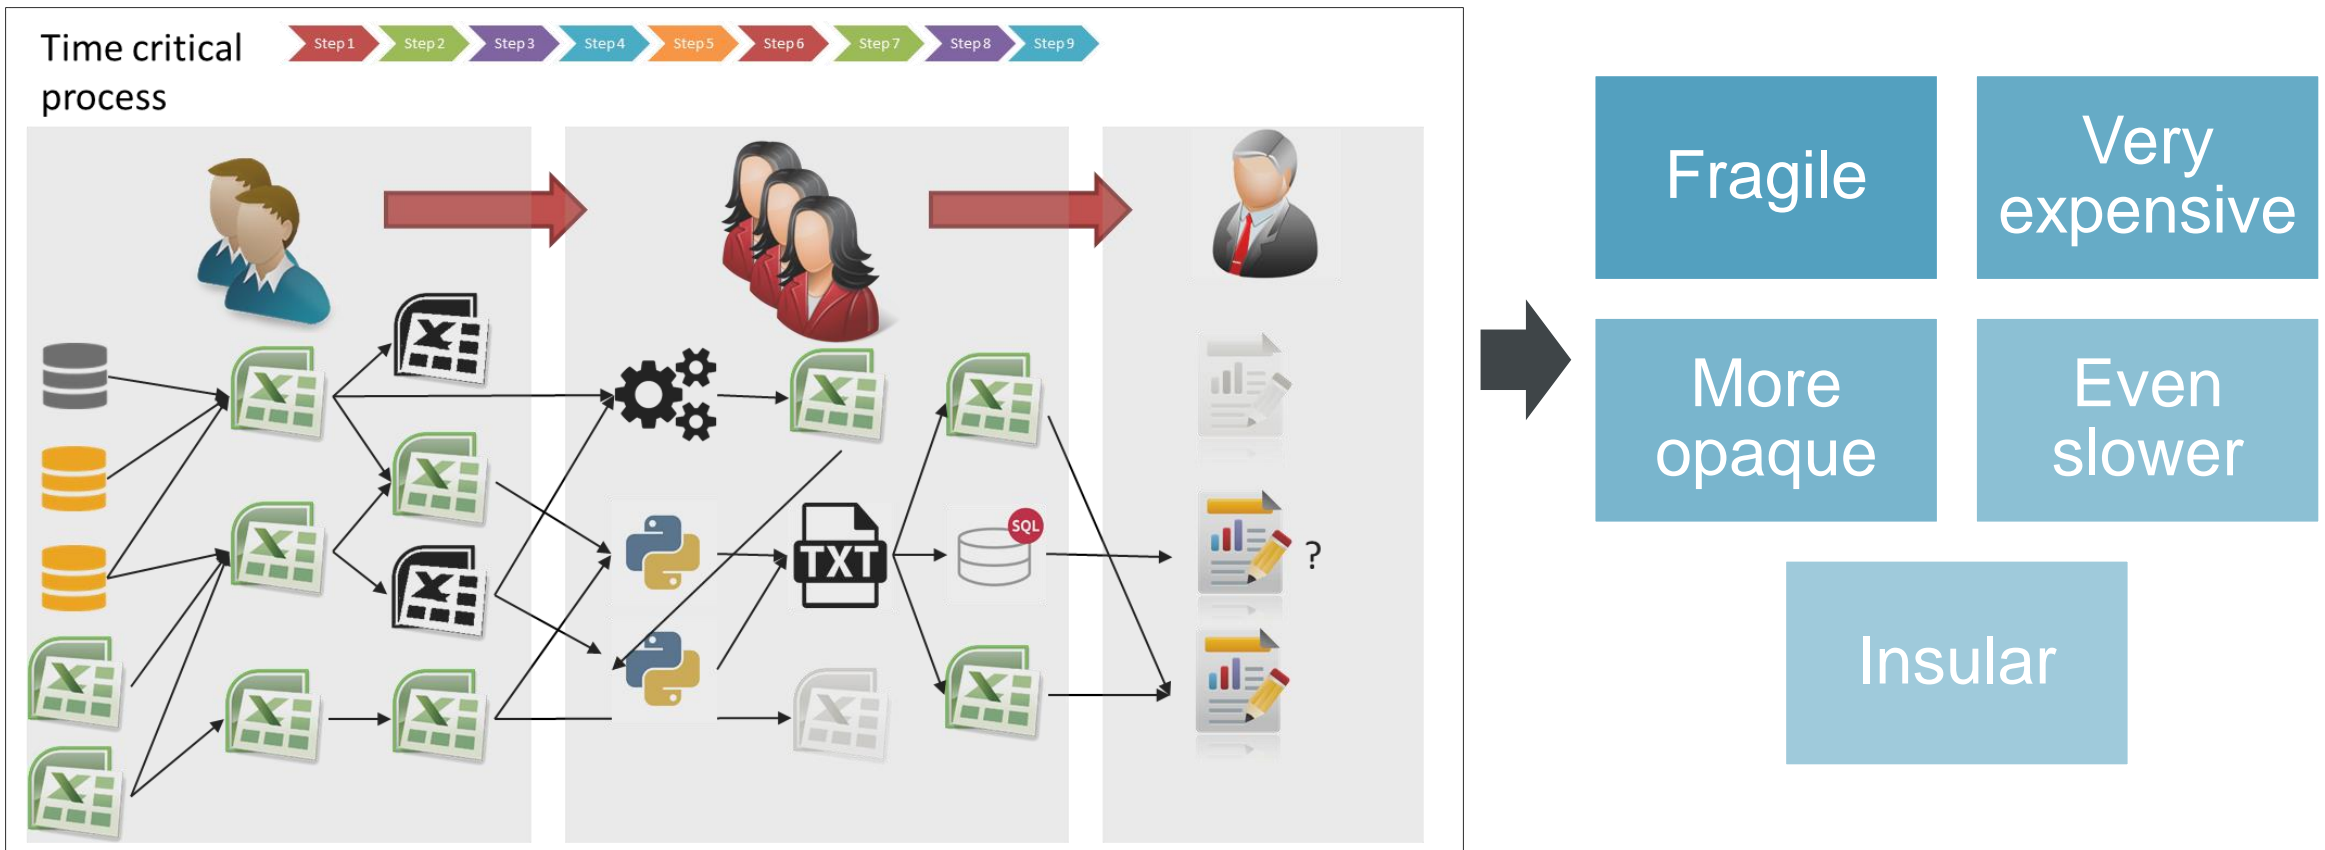 Time critical
process
Step 1
Step 2
Step 3
Step 4
Step 5
Step 6
Step 7
Step 8
Step 9
SQL
TXT
?
Fragile
Very
expensive
More
opaque
Even
slower
Insular